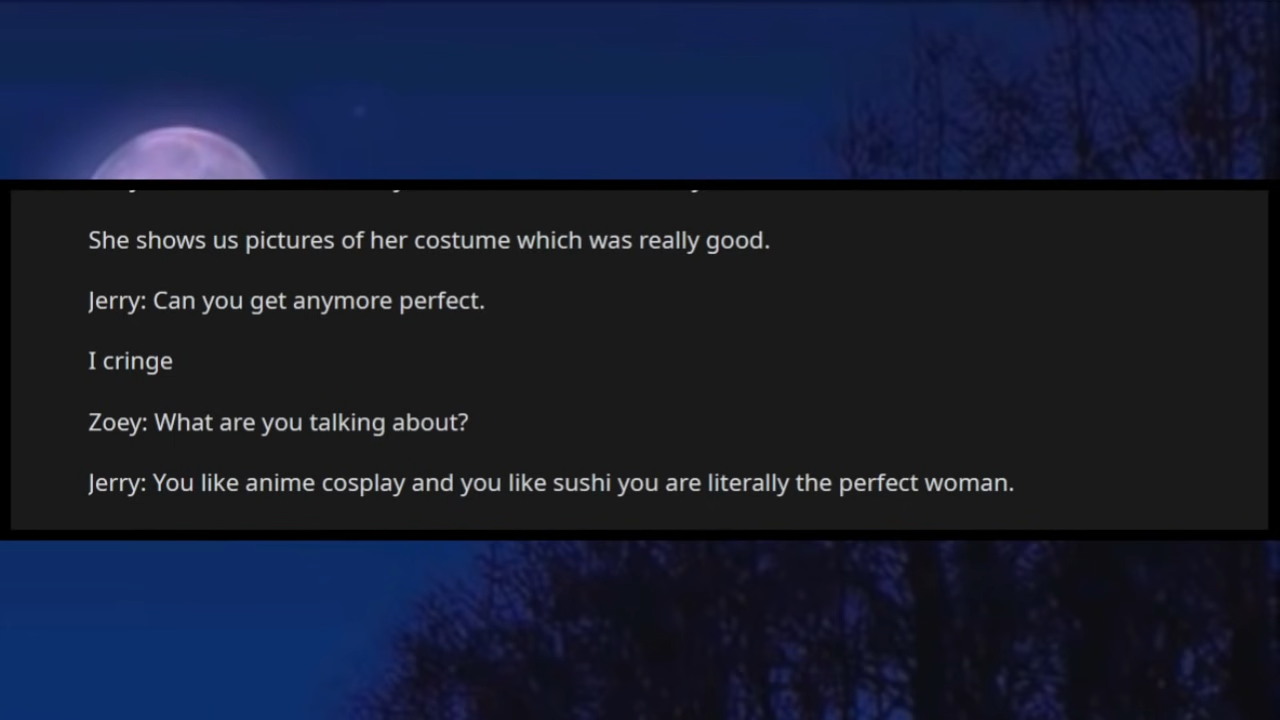 She shows us pictures of her costume which was really good.
Jerry: Can you get anymore perfect.
I cringe
Zoey: What are you talking about?
Jerry: You like anime cosplay and you like sushi you are literally the perfect woman.